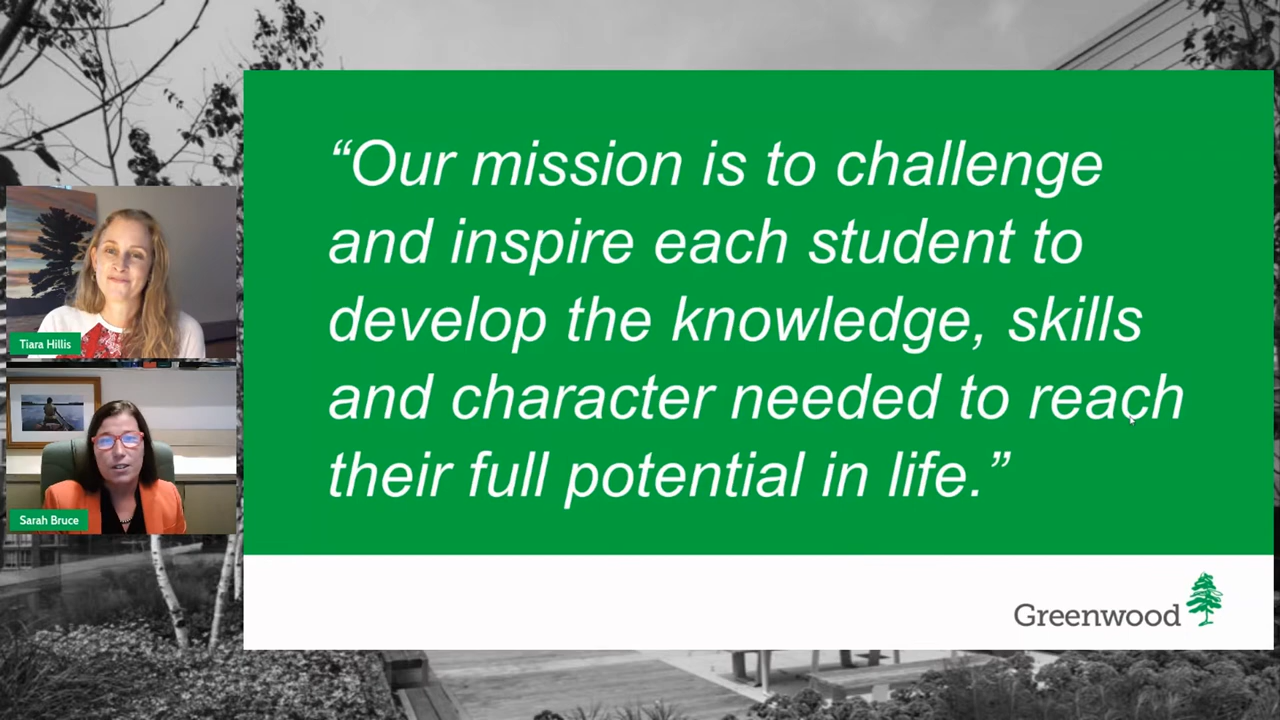 “Our mission is to challenge
and inspire each student to
develop the knowledge, skills
and character needed to reach
their full potential in life.”
Tiara Hillis
Sarah Bruce
Greenwood